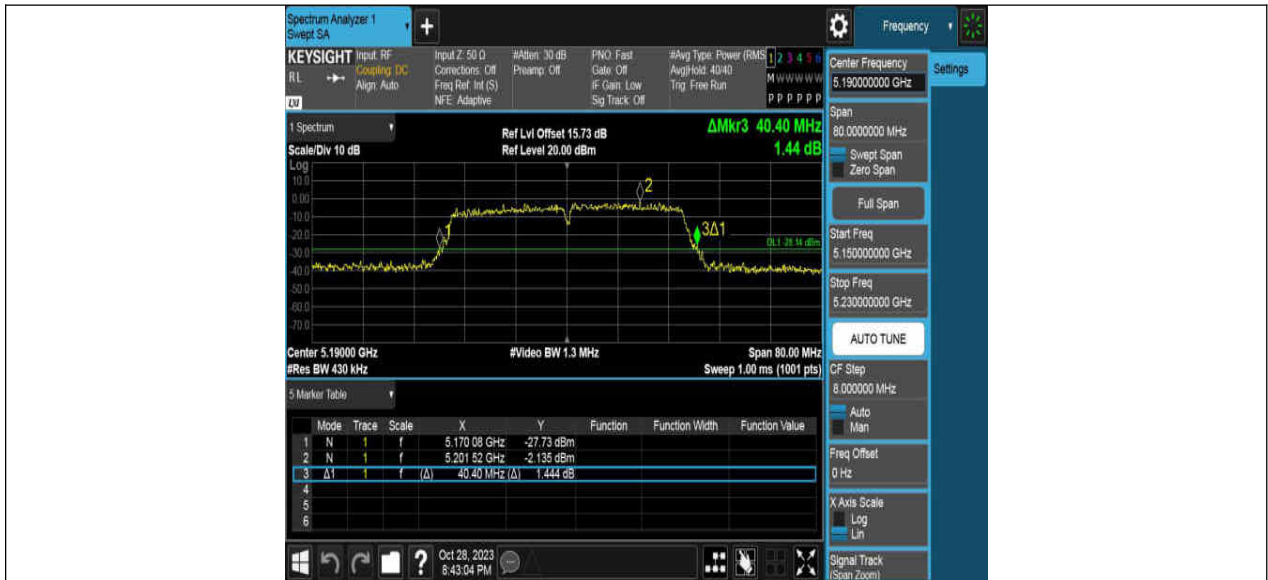 Spectrum Analyzer 1
Swept SA
+
Frequency
KEYSIGHT Input: RF Input Z: 50 Ω #Atten: 30 dB PNO: Fast #Avg Type: Power (RMS 1 2 3 4 5 6
RL Coupling: DC Corrections: Off Preamp: Off Gate: Off Avg|Hold: 40/40 M W W W W W
Align: Auto Freq Ref: Int (S) IF Gain: Low Trig: Free Run
NFE: Adaptive Sig Track: Off P P P P P P
LXI
Center Frequency
5.190000000 GHz
Settings
Span
80.0000000 MHz
Swept Span
Zero Span
Full Span
Start Freq
5.150000000 GHz
Stop Freq
5.230000000 GHz
AUTO TUNE
CF Step
8.000000 MHz
Auto
Man
Freq Offset
0 Hz
X Axis Scale
Log
Lin
Signal Track
(Span Zoom)
1 Spectrum
Ref Lvl Offset 15.73 dB
ΔMkr3 40.40 MHz
Scale/Div 10 dB
Ref Level 20.00 dBm
1.44 dB
Log
10.0
0.00
-10.0
-20.0
-30.0
-40.0
-50.0
-60.0
-70.0
1
2
3Δ1
DL1 -28.14 dBm
Center 5.19000 GHz #Video BW 1.3 MHz Span 80.00 MHz
#Res BW 430 kHz Sweep 1.00 ms (1001 pts)
5 Marker Table
Mode Trace Scale X Y Function Function Width Function Value
1 N 1 f 5.170 08 GHz -27.73 dBm
2 N 1 f 5.201 52 GHz -2.135 dBm
3 Δ1 1 f (Δ) 40.40 MHz (Δ) 1.444 dB
4
5
6
?
Oct 28, 2023
8:43:04 PM